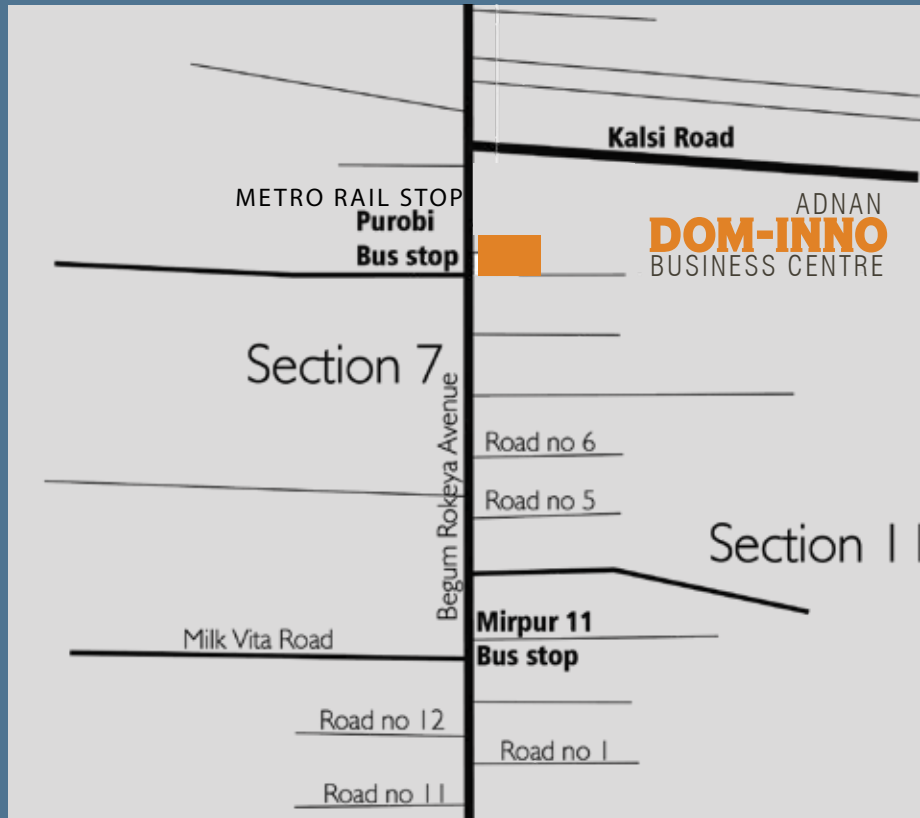 Kalsi Road
METRO RAIL STOP
Purobi
Bus stop
ADNAN
DOM-INNO
BUSINESS CENTRE
Section 7
Begum Rokeya Avenue
Road no 6
Road no 5
Section 11
Mirpur 11
Bus stop
Milk Vita Road
Road no 12
Road no 1
Road no 11